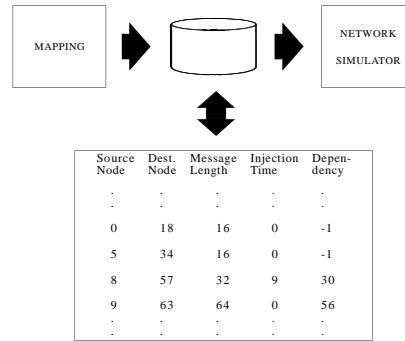 MAPPING
NETWORK
SIMULATOR
Source Dest. Message Injection Depen-
Node Node Length Time dency
. . . . .
. . . . .
0 18 16 0 -1
5 34 16 0 -1
8 57 32 9 30
9 63 64 0 56
. . . . .
. . . . .